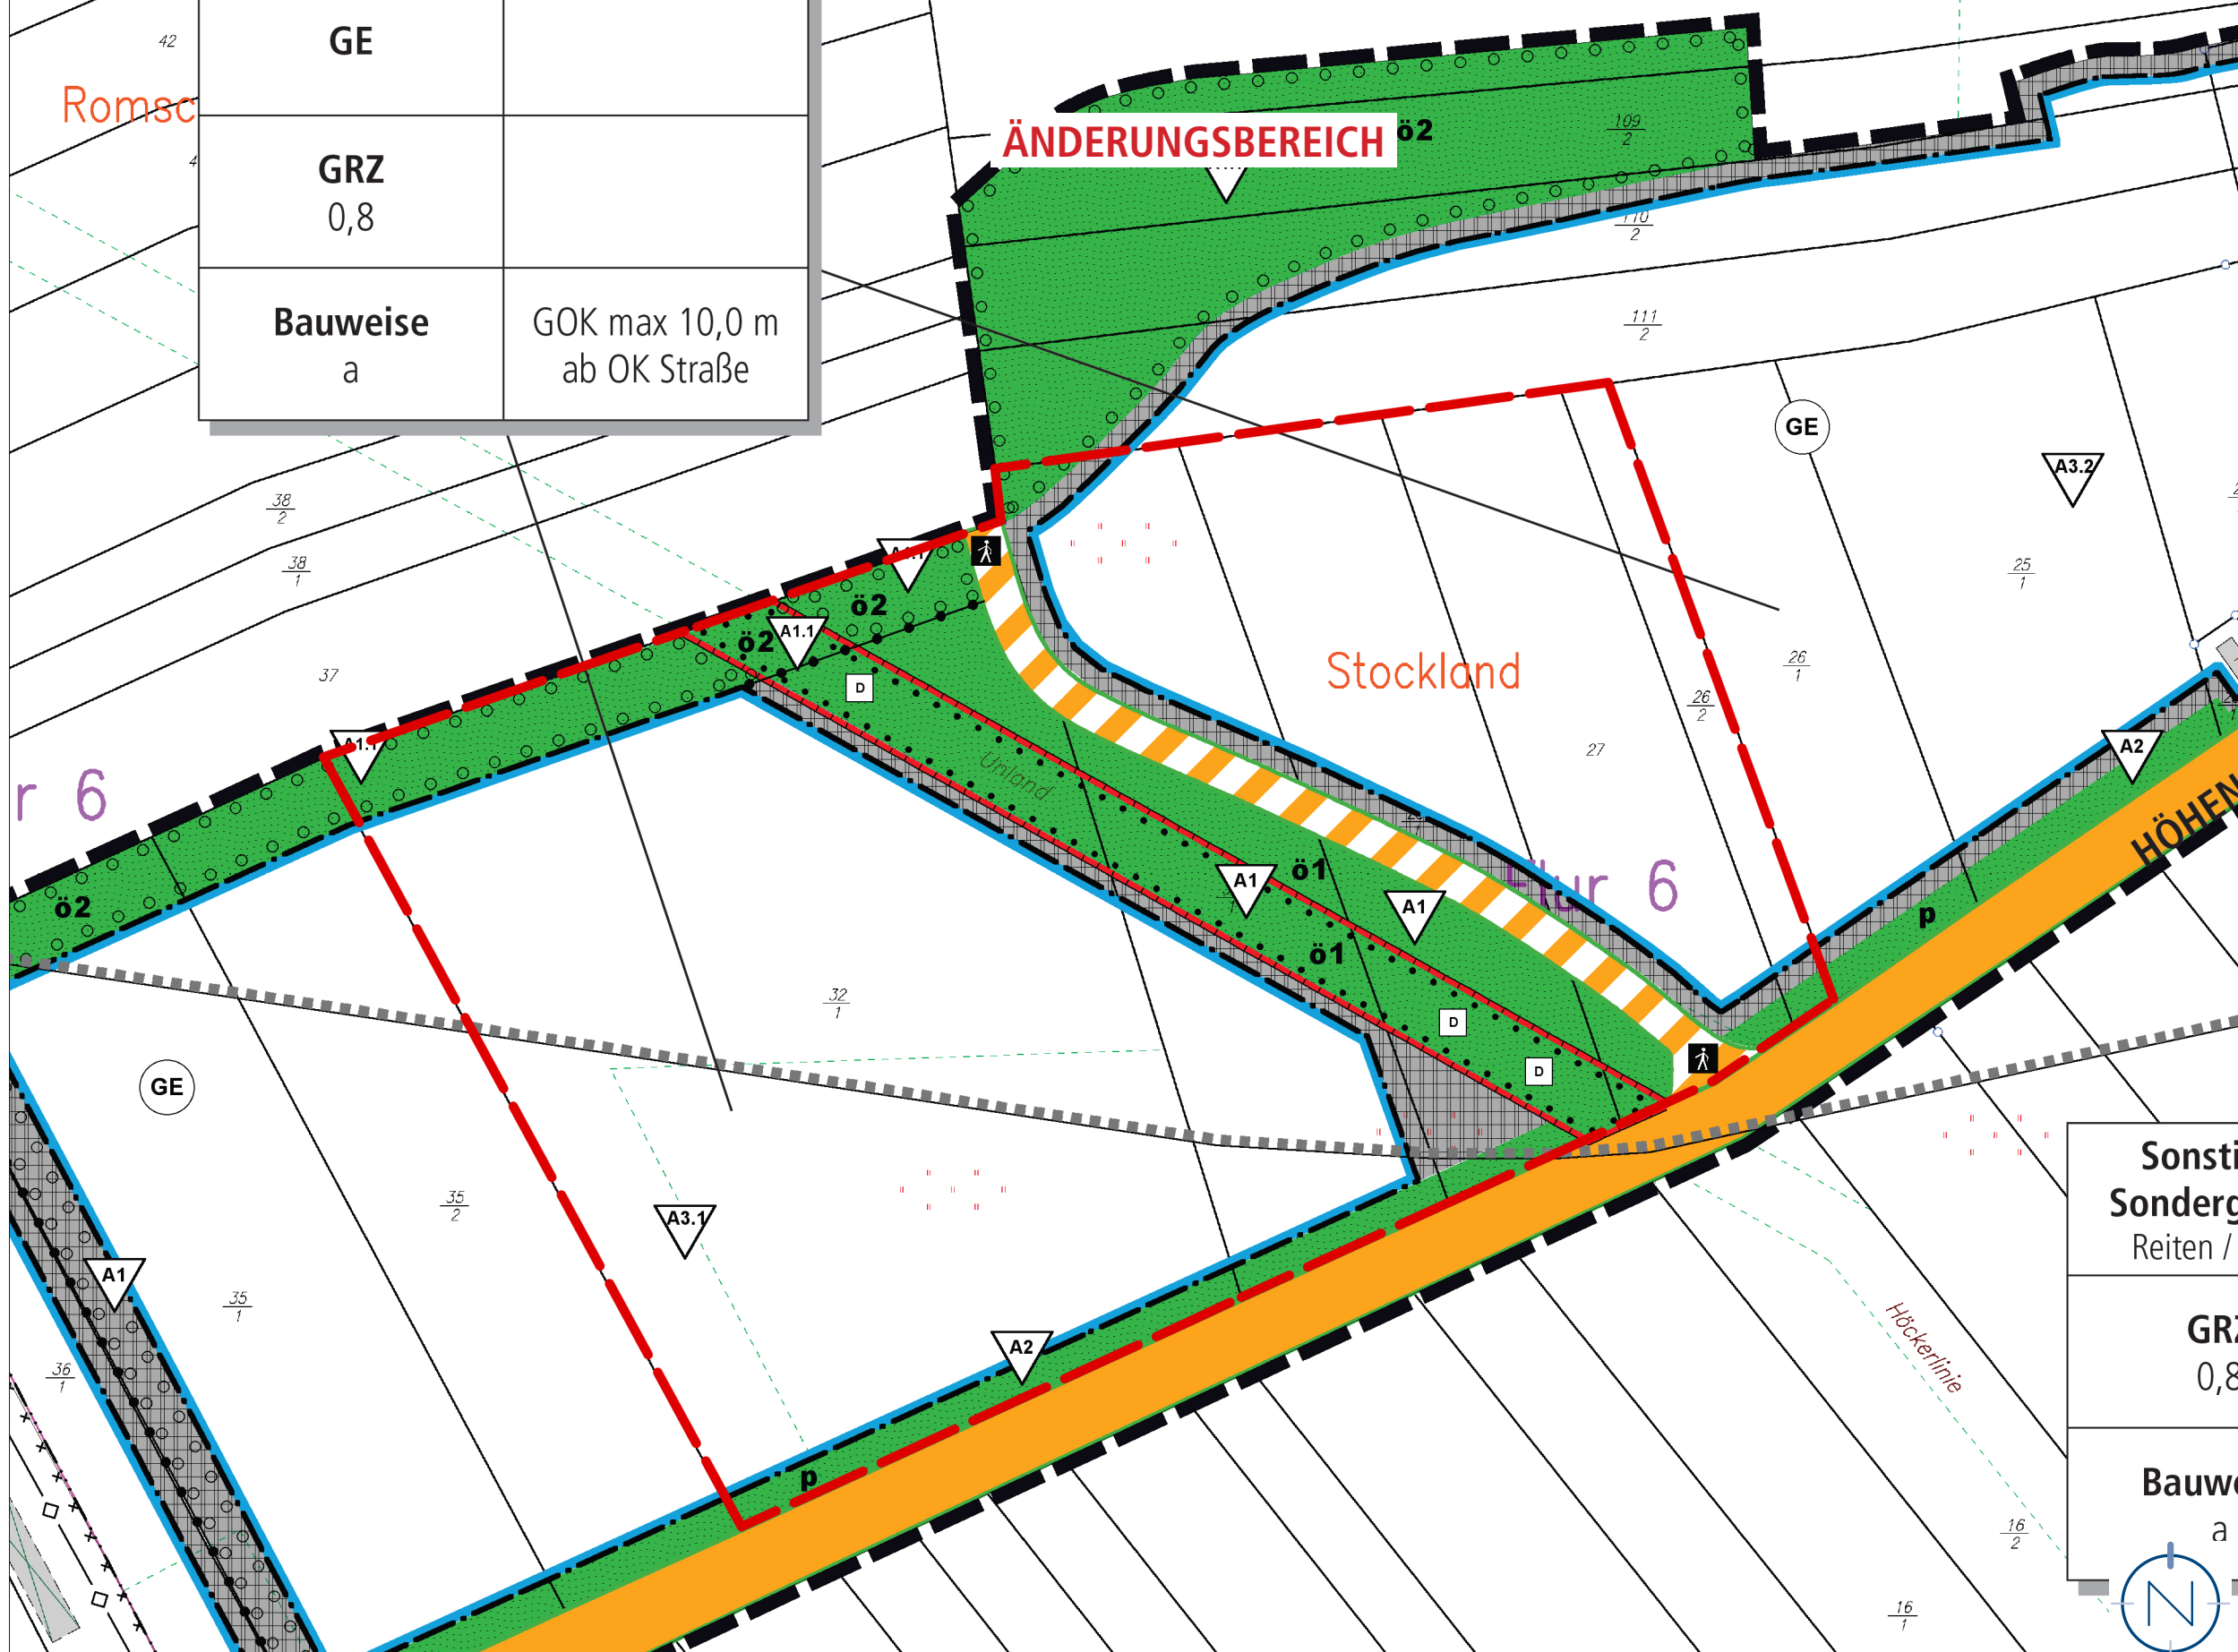 42
GE
Romsc
4
GRZ
0,8
Bauweise
a
GOK max 10,0 m
ab OK Straße
ÄNDERUNGSBEREICH
ö2
109
2
110
2
111
2
GE
A3.2
38
2
38
1
37
A1.1
ö2
ö2
A1.1
D
A1.1
r 6
ö2
Stockland
25
1
26
1
26
2
27
A2
HÖHEN
Unland
Flur 6
p
A1
ö1
A1
ö1
D
D
32
1
GE
35
2
A3.1
A1
35
1
36
1
A2
p
Höckerlinie
Sonsti
Sonderg
Reiten /
GRZ
0,8
Bauwe
a
16
2
16
1
N